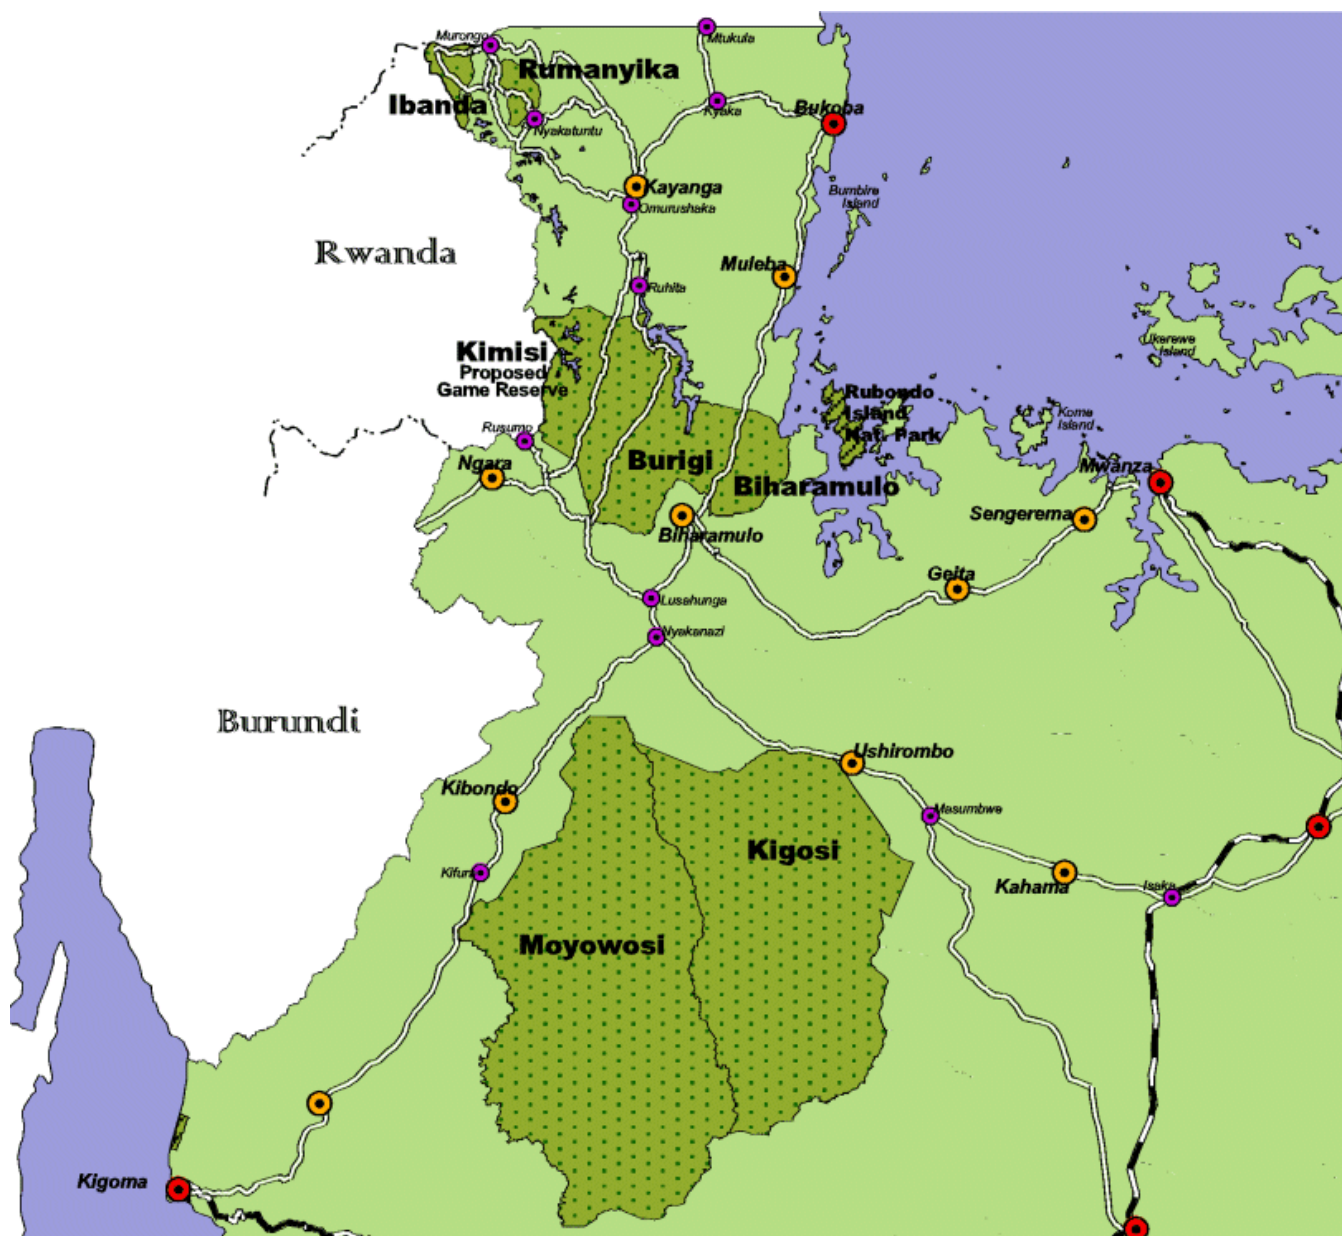 Murongo
Mtukula
Rumanyika
Ibanda
Kyaka
Bukoba
Nyakatuntu
Kayanga
Omurushaka
Bumbire
Island
Rwanda
Muleba
Ruhita
Ukerewe
Island
Kimisi
Proposed
Game Reserve
Rubondo
Island
Nat. Park
Kome
Island
Rusumo
Ngara
Burigi
Mwanza
Biharamulo
Sengerema
Biharamulo
Geita
Lusahunga
Nyakanazi
Burundi
Ushirombo
Kibondo
Masumbwe
Kigosi
Kifura
Kahama
Isaka
Moyowosi
Kigoma